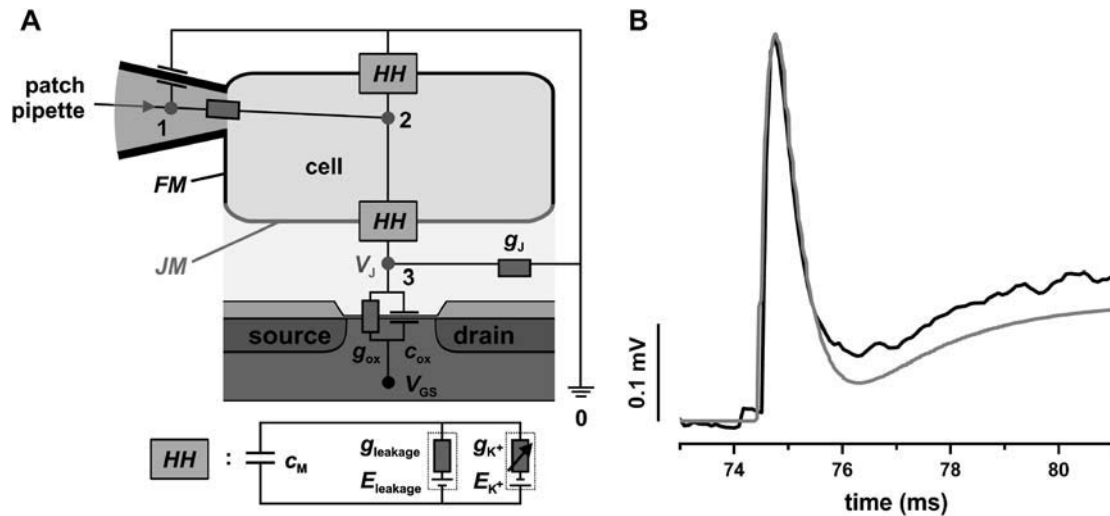 A
B
patch
pipette
1
HH
2
cell
FM
HH
g_J
JM
V_J
3
source
drain
g_ox
c_ox
V_GS
0
HH :
c_M
g_leakage
g_K+
E_leakage
E_K+
0.1 mV
74 76 78 80
time (ms)